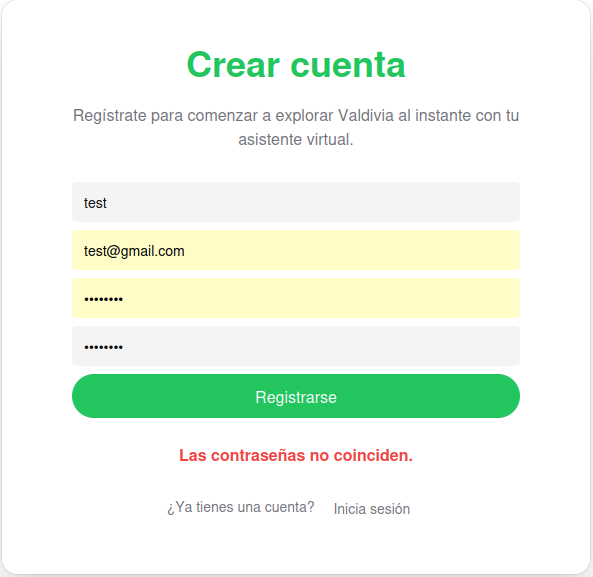 Crear cuenta
Regístrate para comenzar a explorar Valdivia al instante con tu
asistente virtual.
test
test@gmail.com
••••••••
••••••••
Registrarse
Las contraseñas no coinciden.
¿Ya tienes una cuenta? Inicia sesión